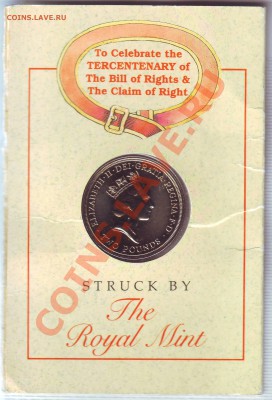 COINS.LAVE.РУ
To Celebrate the
TERCENTENARY of
The Bill of Rights &
The Claim of Right
ELIZABETH·II·DEI·GRATIA·REGINA·F·D·
TWO POUNDS
STRUCK BY
The
Royal Mint
COINS.LAVE.RU